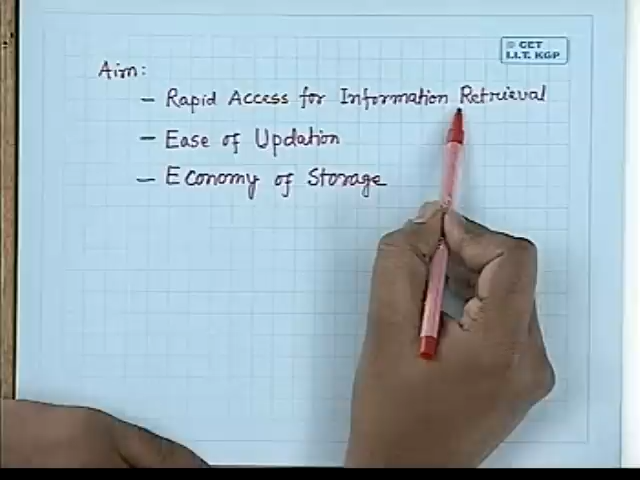 © CET
I.I.T. KGP
Aim:
- Rapid Access for Information Retrieval
- Ease of Updation
- Economy of Storage